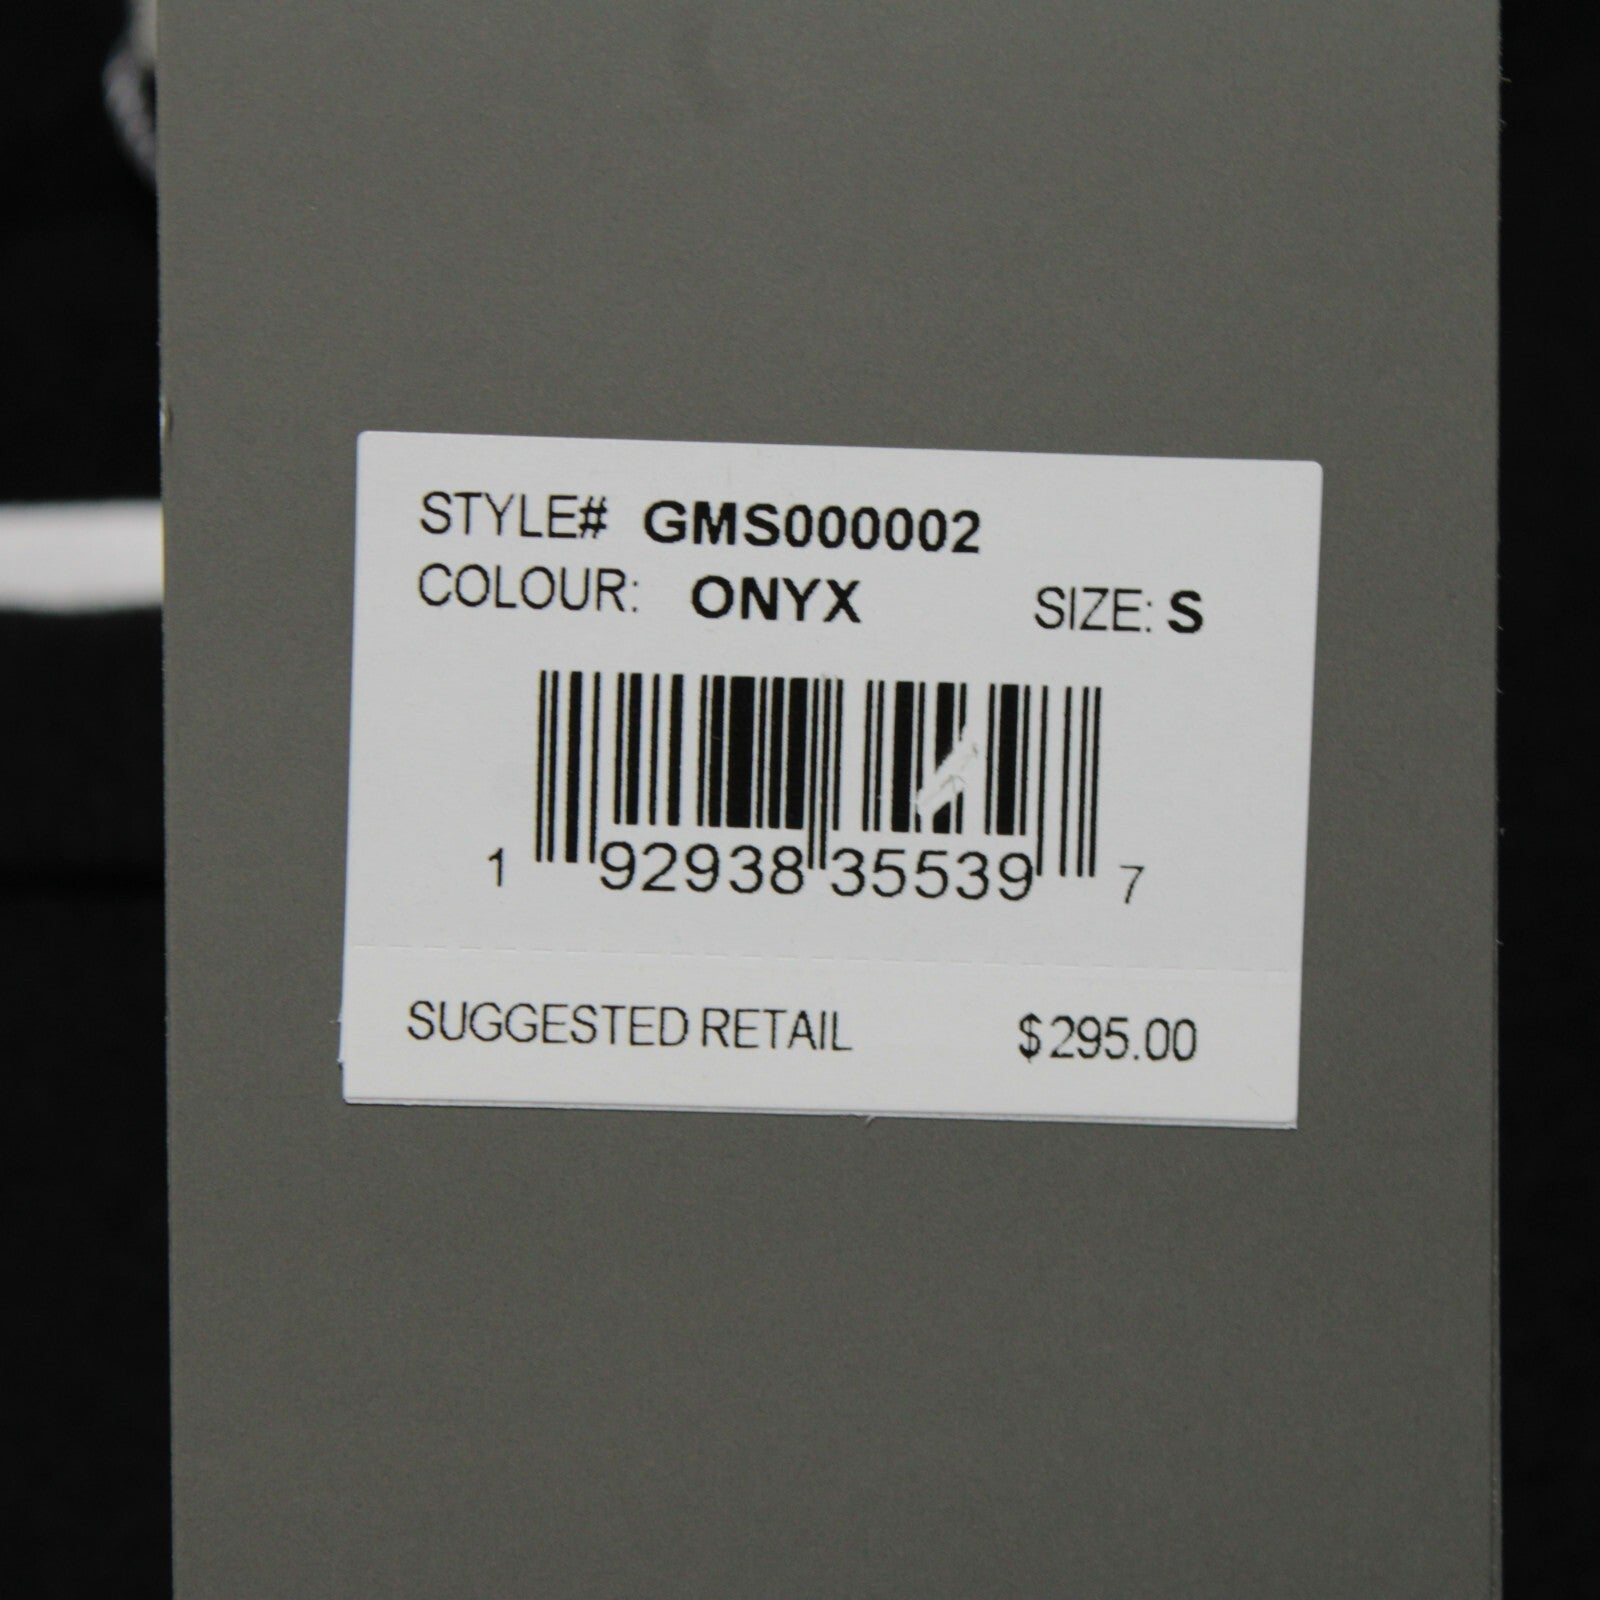 STYLE# GMS000002
COLOUR: ONYX SIZE: S
1 92938 35539 7
SUGGESTED RETAIL $295.00